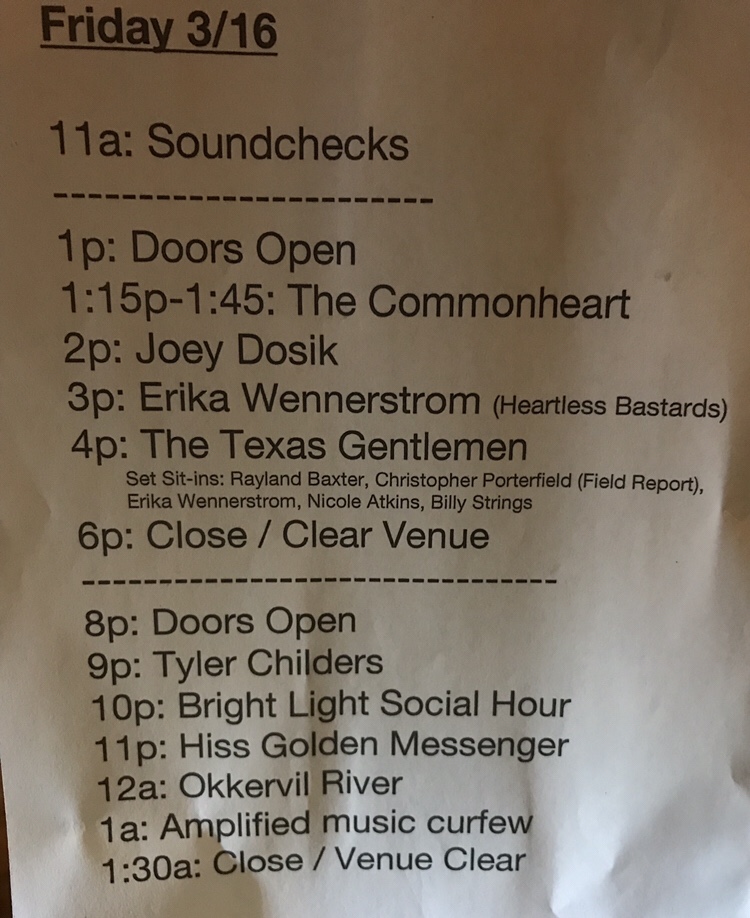 Friday 3/16
11a: Soundchecks
-----------------------
1p: Doors Open
1:15p-1:45: The Commonheart
2p: Joey Dosik
3p: Erika Wennerstrom (Heartless Bastards)
4p: The Texas Gentlemen
Set Sit-ins: Rayland Baxter, Christopher Porterfield (Field Report),
Erika Wennerstrom, Nicole Atkins, Billy Strings
6p: Close / Clear Venue
-----------------------------
8p: Doors Open
9p: Tyler Childers
10p: Bright Light Social Hour
11p: Hiss Golden Messenger
12a: Okkervil River
1a: Amplified music curfew
1:30a: Close / Venue Clear